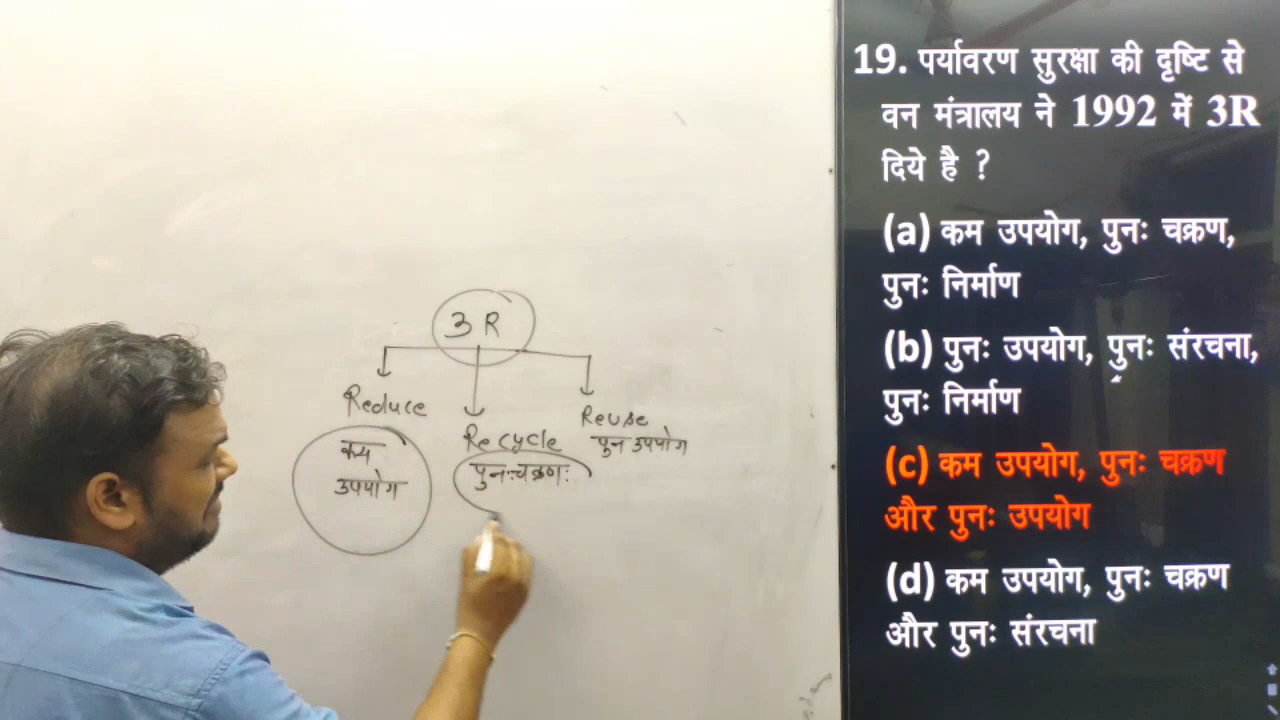 3 R
Reduce
कम
उपयोग
Recycle
पुनःचक्रणः
Reuse
पुन उपयोग
19. पर्यावरण सुरक्षा की दृष्टि से
वन मंत्रालय ने 1992 में 3R
दिये है ?
(a) कम उपयोग, पुनः चक्रण,
पुनः निर्माण
(b) पुनः उपयोग, पुनः संरचना,
पुनः निर्माण
(c) कम उपयोग, पुनः चक्रण
और पुनः उपयोग
(d) कम उपयोग, पुनः चक्रण
और पुनः संरचना